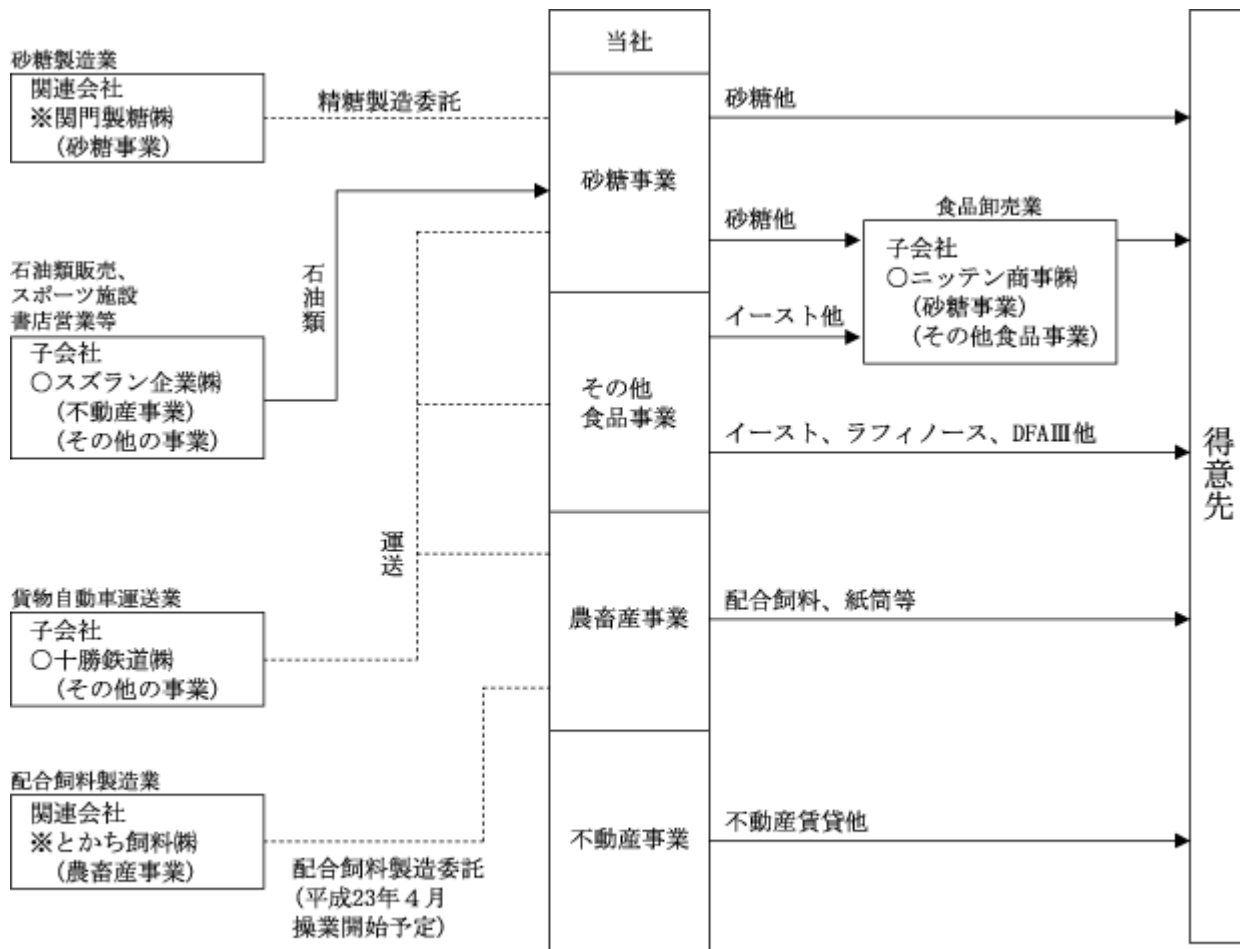 当社
砂糖製造業
関連会社
※関門製糖㈱
(砂糖事業)
精糖製造委託
砂糖他
砂糖事業
砂糖他
食品卸売業
子会社
○ニッテン商事㈱
(砂糖事業)
(その他食品事業)
石油類販売、
スポーツ施設
書店営業等
子会社
○スズラン企業㈱
(不動産事業)
(その他の事業)
石油類
イースト他
その他
食品事業
イースト、ラフィノース、DFAⅢ他
得意先
運送
貨物自動車運送業
子会社
○十勝鉄道㈱
(その他の事業)
農畜産事業
配合飼料、紙筒等
配合飼料製造業
関連会社
※とかち飼料㈱
(農畜産事業)
配合飼料製造委託
(平成23年4月
操業開始予定)
不動産事業
不動産賃貸他